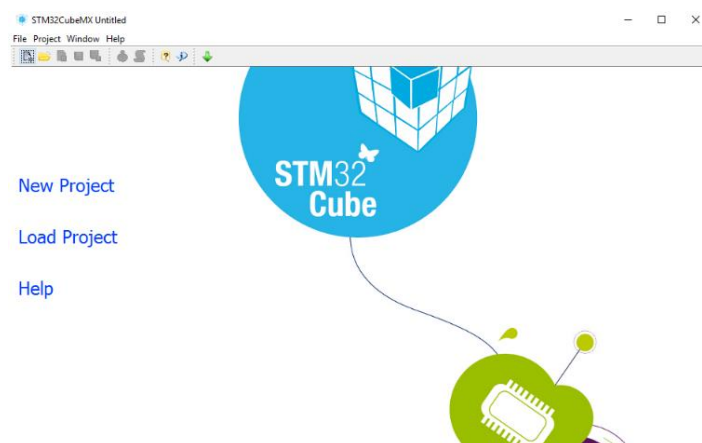 STM32CubeMX Untitled
File Project Window Help
STM32
Cube
New Project
Load Project
Help